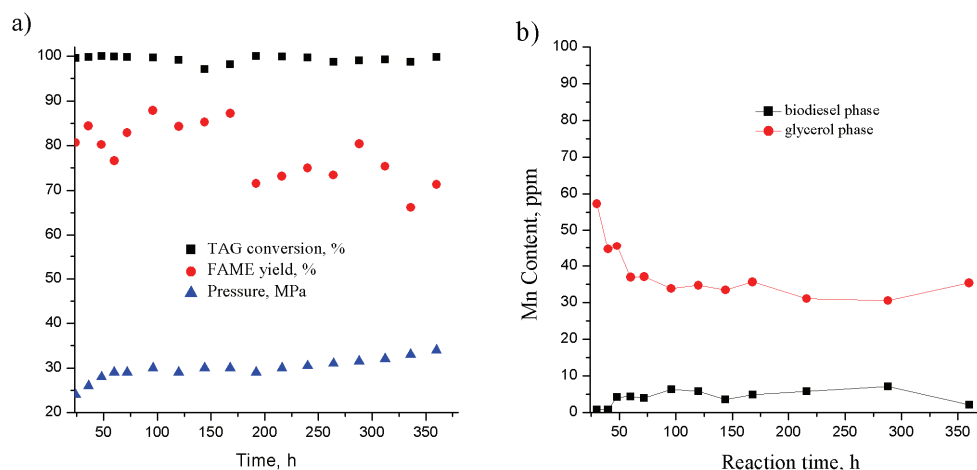 a)
100
90
80
70
60
50
40
30
20
TAG conversion, %
FAME yield, %
Pressure, MPa
50 100 150 200 250 300 350
Time, h
b)
100
90
80
70
60
50
40
30
20
10
0
Mn Content, ppm
biodiesel phase
glycerol phase
50 100 150 200 250 300 350
Reaction time, h